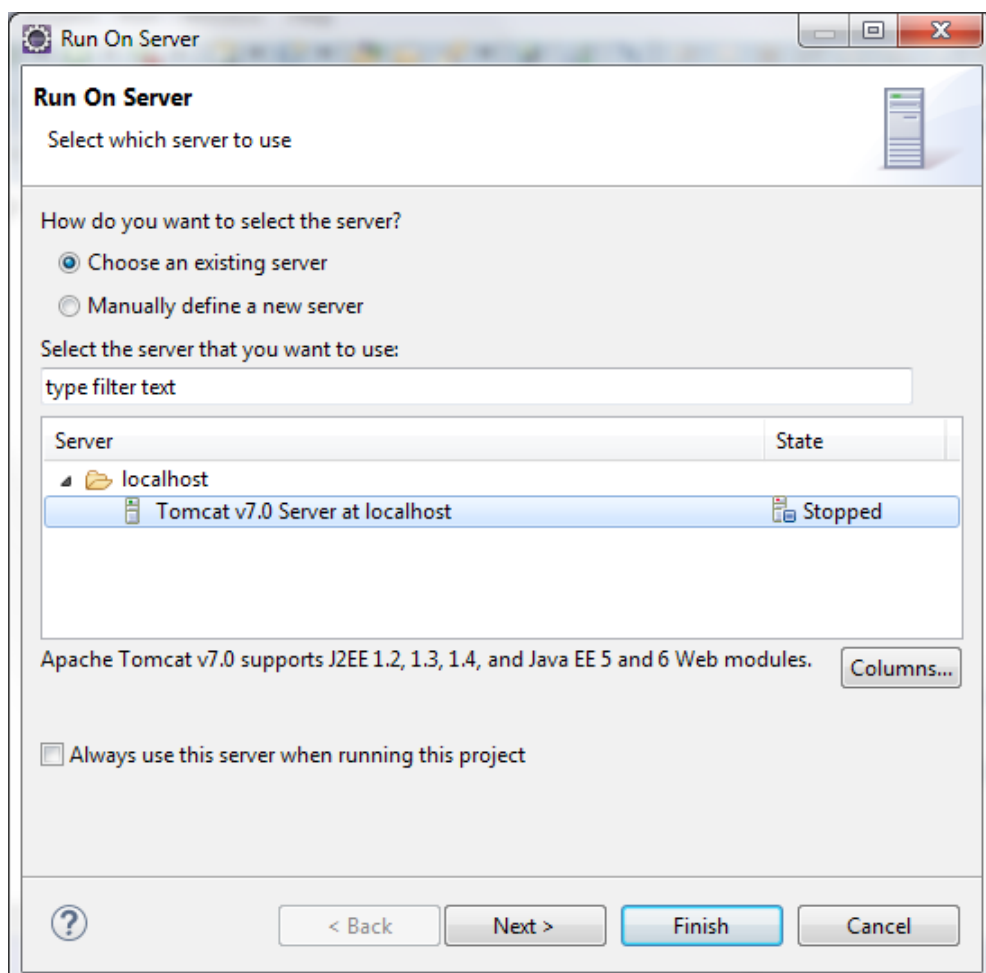 Run On Server
Run On Server
Select which server to use
How do you want to select the server?
Choose an existing server
Manually define a new server
Select the server that you want to use:
type filter text
Server State
localhost
Tomcat v7.0 Server at localhost Stopped
Apache Tomcat v7.0 supports J2EE 1.2, 1.3, 1.4, and Java EE 5 and 6 Web modules. Columns...
Always use this server when running this project
? < Back Next > Finish Cancel